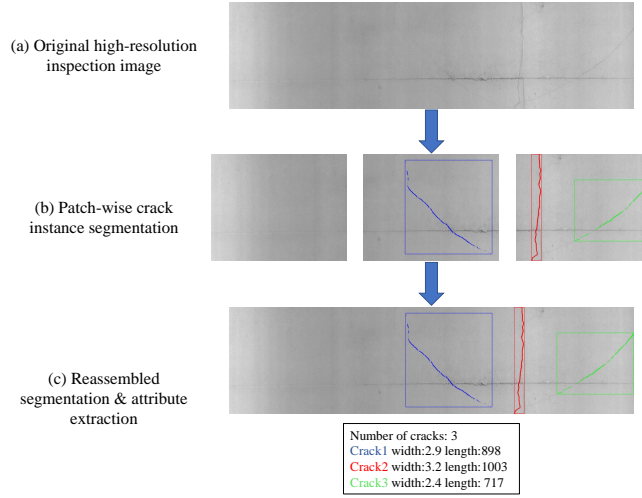 (a) Original high-resolution
inspection image
(b) Patch-wise crack
instance segmentation
(c) Reassembled
segmentation & attribute
extraction
Number of cracks: 3
Crack1 width:2.9 length:898
Crack2 width:3.2 length:1003
Crack3 width:2.4 length: 717